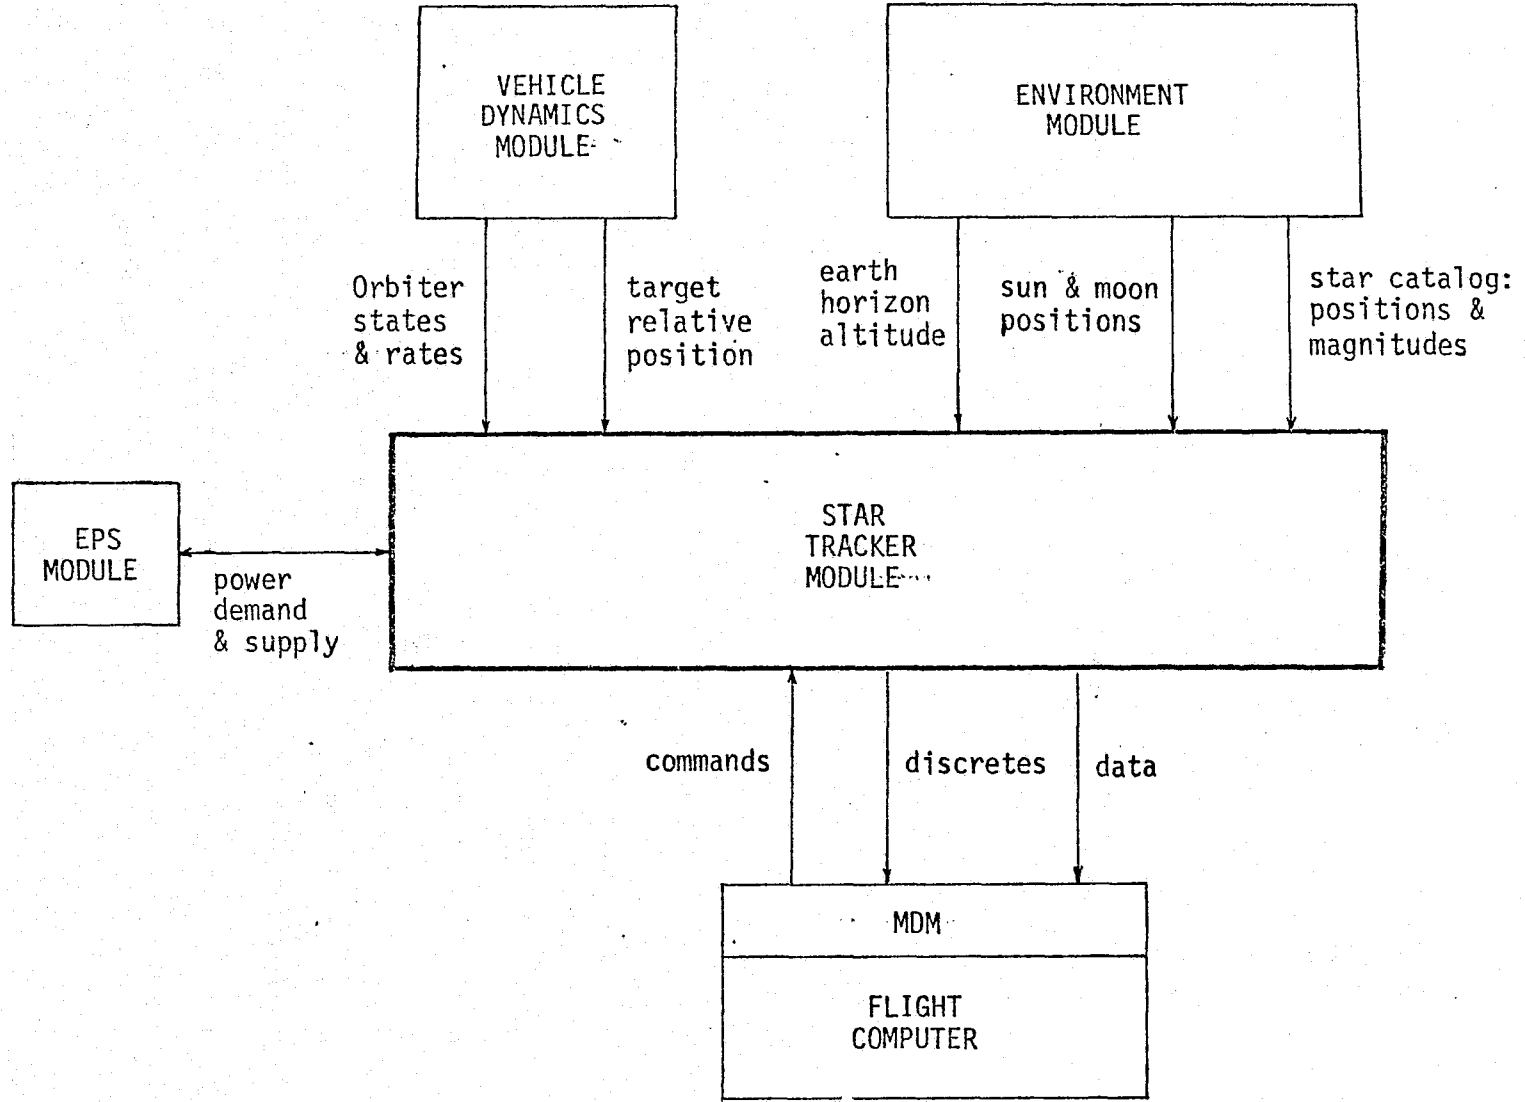 VEHICLE
DYNAMICS
MODULE
ENVIRONMENT
MODULE
Orbiter
states
& rates
target
relative
position
earth
horizon
altitude
sun & moon
positions
star catalog:
positions &
magnitudes
EPS
MODULE
power
demand
& supply
STAR
TRACKER
MODULE
commands
discretes
data
MDM
FLIGHT
COMPUTER